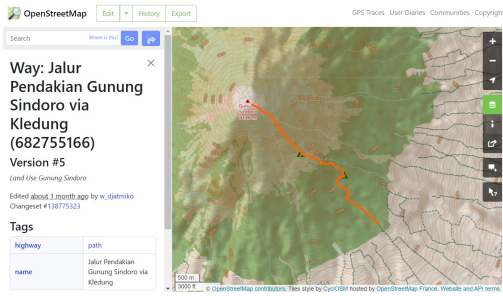 OpenStreetMap
Edit
History
Export
GPS Traces User Diaries Communities Copyright
Search
Where is this?
Go
Way: Jalur
Pendakian Gunung
Sindoro via
Kledung
(682755166)
Version #5
Land Use Gunung Sindoro
Edited about 1 month ago by w_djatmiko
Changeset #138775323
Tags
highway path
name Jalur Pendakian
Gunung Sindoro via
Kledung
500 m
3000 ft
© OpenStreetMap contributors. Tiles style by CyclOSM hosted by OpenStreetMap France. Website and API terms